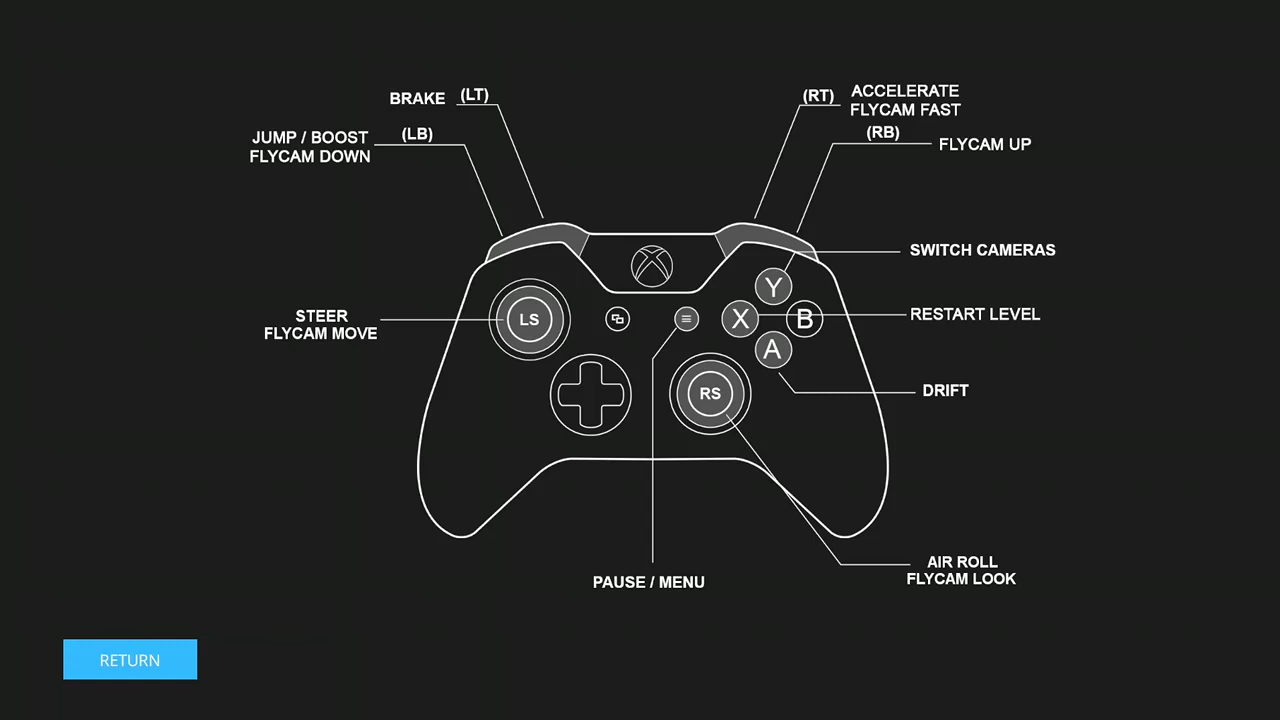 BRAKE (LT)
(RT) ACCELERATE
FLYCAM FAST
JUMP / BOOST (LB)
FLYCAM DOWN
(RB) FLYCAM UP
SWITCH CAMERAS
Y
STEER
FLYCAM MOVE
LS
X
B
RESTART LEVEL
A
RS
DRIFT
PAUSE / MENU
AIR ROLL
FLYCAM LOOK
RETURN